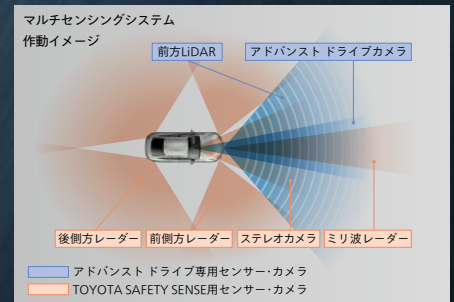 マルチセンシングシステム
作動イメージ
前方LiDAR
アドバンスト ドライブカメラ
後側方レーダー
前側方レーダー
ステレオカメラ
ミリ波レーダー
アドバンスト ドライブ専用センサー・カメラ
TOYOTA SAFETY SENSE用センサー・カメラ